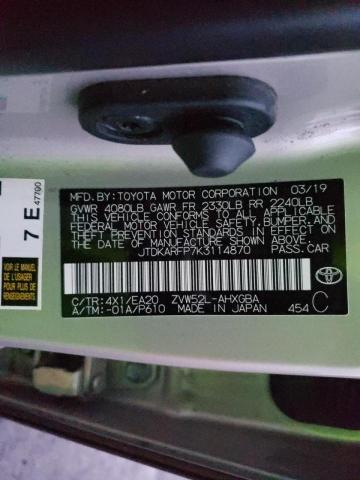 MFD. BY: TOYOTA MOTOR CORPORATION 03/19
GVWR 4080LB GAWR FR 2330LB RR 2240LB
THIS VEHICLE CONFORMS TO ALL APPLICABLE
FEDERAL MOTOR VEHICLE SAFETY, BUMPER, AND
THEFT PREVENTION STANDARDS IN EFFECT ON
THE DATE OF MANUFACTURE SHOWN ABOVE.
JTDKARFP7K3114870 PASS.CAR
C/TR: 4X1/EA20 ZVW52L-AHXGBA
A/TM: -01A/P610 MADE IN JAPAN 454 C
TOYOTA
7 E 47790
VOIR LE
MANUEL DE
L'USAGER
POUR PLUS